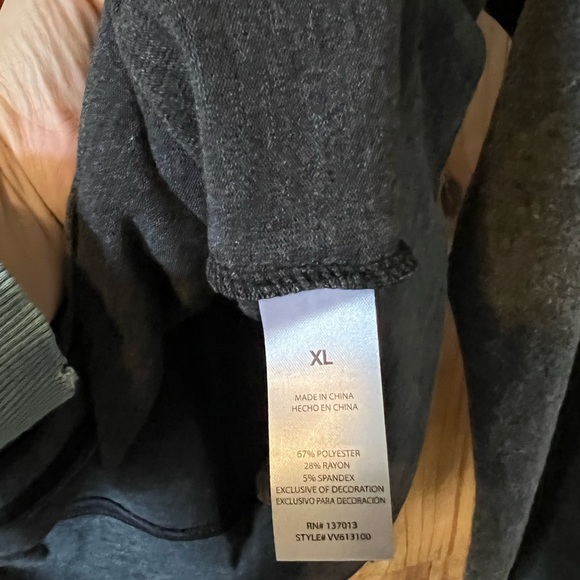 XL
MADE IN CHINA
HECHO EN CHINA
67% POLYESTER
28% RAYON
5% SPANDEX
EXCLUSIVE OF DECORATION
EXCLUSIVO PARA DECORACIÓN
RN# 137013
STYLE# VV613100